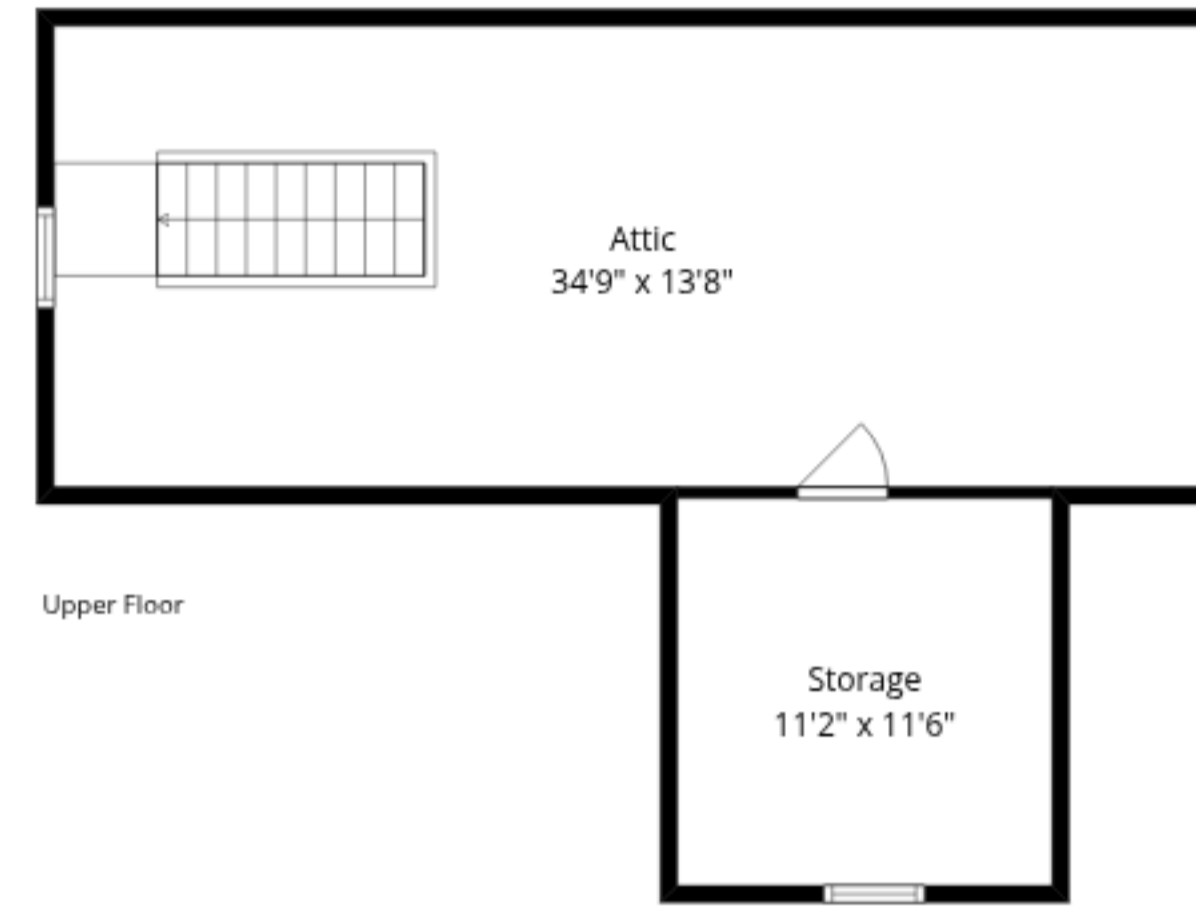 Attic
34'9" x 13'8"
Upper Floor
Storage
11'2" x 11'6"